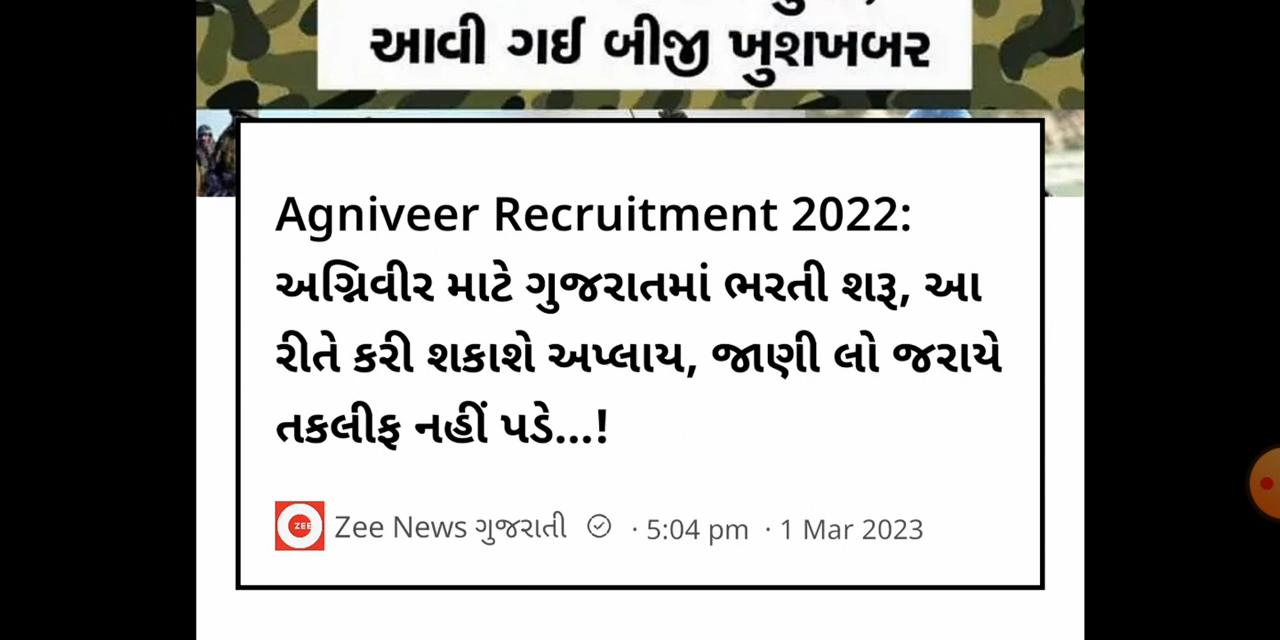 આવી ગઈ બીજી ખુશખબર
Agniveer Recruitment 2022:
અગ્નિવીર માટે ગુજરાતમાં ભરતી શરૂ, આ
રીતે કરી શકાશે અપ્લાય, જાણી લો જરાયે
તકલીફ નહીં પડે...!
ZEE
Zee News ગુજરાતી · 5:04 pm · 1 Mar 2023